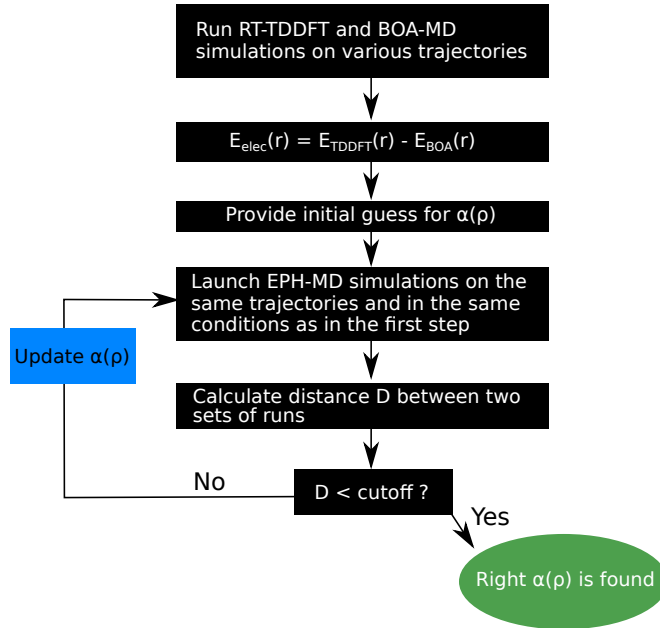 Run RT-TDDFT and BOA-MD
simulations on various trajectories
E_elec(r) = E_TDDFT(r) - E_BOA(r)
Provide initial guess for α(ρ)
Launch EPH-MD simulations on the
same trajectories and in the same
conditions as in the first step
Update α(ρ)
Calculate distance D between two
sets of runs
No
D < cutoff ?
Yes
Right α(ρ) is found